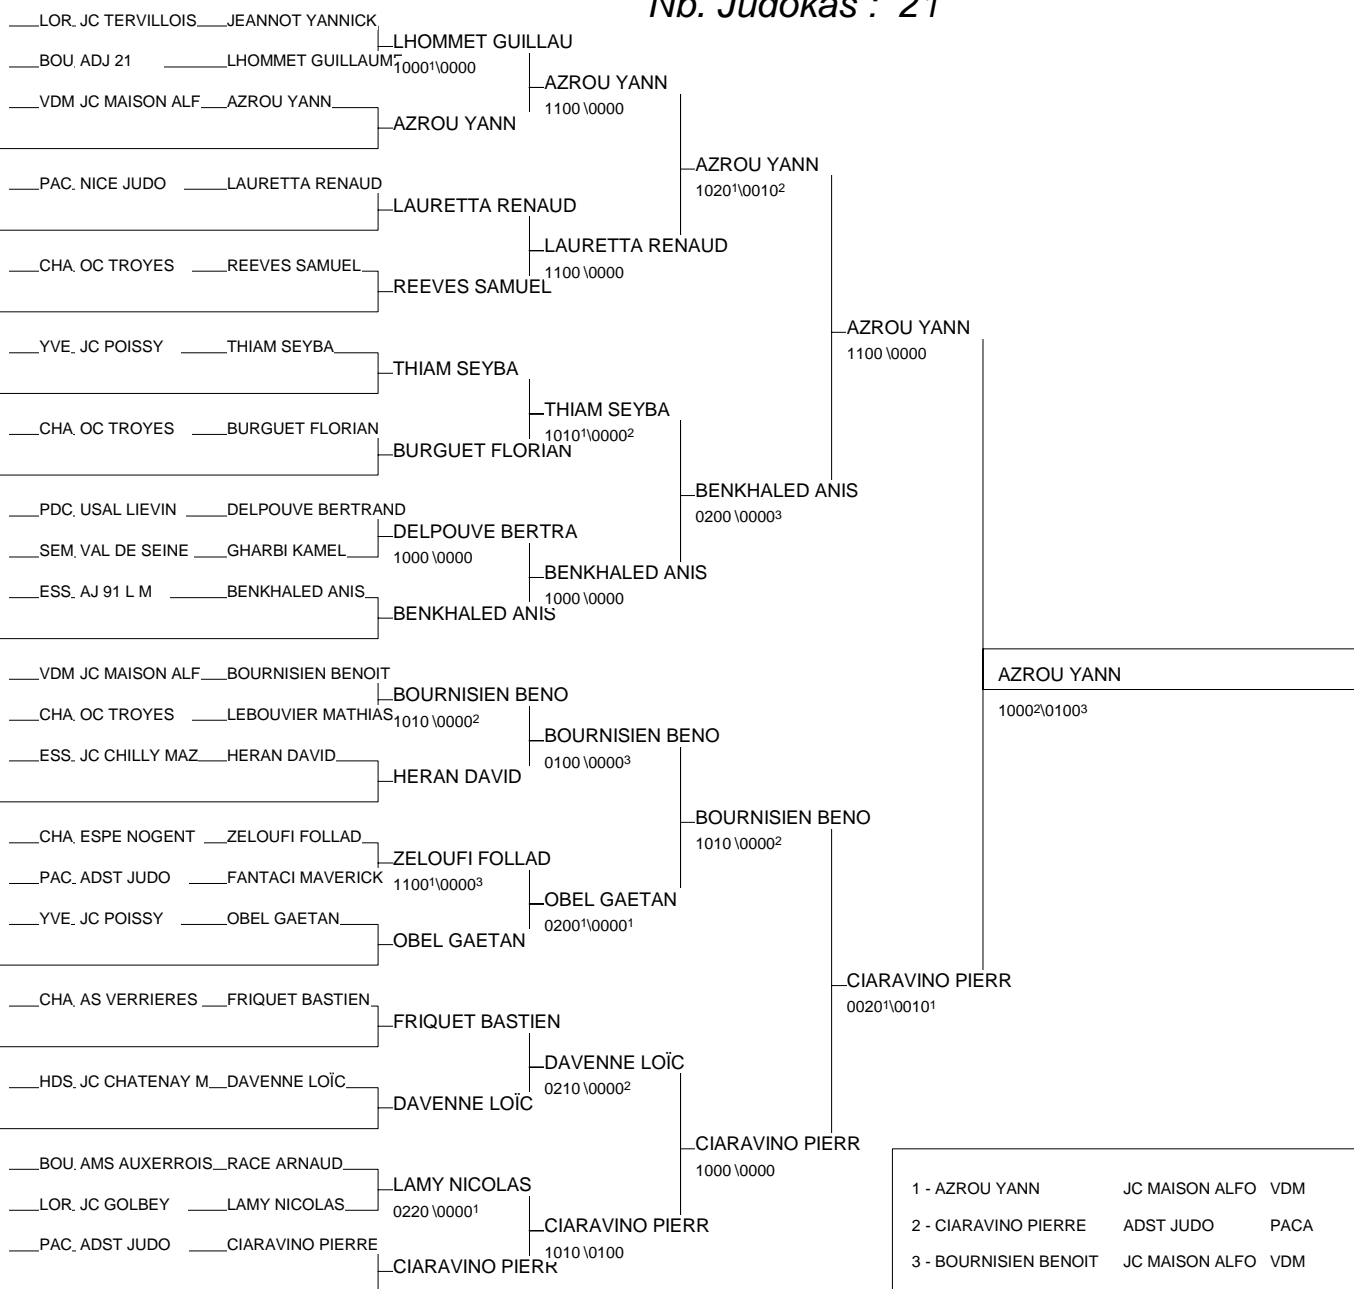 Nb. Judokas : 21
LOR JC TERVILLOIS JEANNOT YANNICK
LHOMMET GUILLAU
BOU ADJ 21 LHOMMET GUILLAUME
1000¹\0000
AZROU YANN
VDM JC MAISON ALF AZROU YANN
1100 \0000
AZROU YANN
AZROU YANN
PAC NICE JUDO LAURETTA RENAUD
1020¹\0010²
LAURETTA RENAUD
LAURETTA RENAUD
CHA OC TROYES REEVES SAMUEL
1100 \0000
REEVES SAMUEL
AZROU YANN
YVE JC POISSY THIAM SEYBA
1100 \0000
THIAM SEYBA
THIAM SEYBA
CHA OC TROYES BURGUET FLORIAN
1010¹\0000²
BURGUET FLORIAN
BENKHALED ANIS
PDC USAL LIEVIN DELPOUVE BERTRAND
0200 \0000³
DELPOUVE BERTRA
SEM VAL DE SEINE GHARBI KAMEL
1000 \0000
BENKHALED ANIS
ESS AJ 91 L M BENKHALED ANIS
1000 \0000
BENKHALED ANIS
VDM JC MAISON ALF BOURNISIEN BENOIT
AZROU YANN
BOURNISIEN BENO
CHA OC TROYES LEBOUVIER MATHIAS
1000²\0100³
1010 \0000²
BOURNISIEN BENO
ESS JC CHILLY MAZ HERAN DAVID
0100 \0000³
HERAN DAVID
BOURNISIEN BENO
CHA ESPE NOGENT ZELOUFI FOLLAD
1010 \0000²
ZELOUFI FOLLAD
PAC ADST JUDO FANTACI MAVERICK
1100¹\0000³
OBEL GAETAN
YVE JC POISSY OBEL GAETAN
0200¹\0000¹
OBEL GAETAN
CIARAVINO PIERR
CHA AS VERRIERES FRIQUET BASTIEN
0020¹\0010¹
FRIQUET BASTIEN
DAVENNE LOÏC
HDS JC CHATENAY M DAVENNE LOÏC
0210 \0000²
DAVENNE LOÏC
CIARAVINO PIERR
BOU AMS AUXERROIS RACE ARNAUD
1000 \0000
LAMY NICOLAS
1 - AZROU YANN JC MAISON ALFO VDM
LOR JC GOLBEY LAMY NICOLAS
0220 \0000¹
CIARAVINO PIERR
2 - CIARAVINO PIERRE ADST JUDO PACA
PAC ADST JUDO CIARAVINO PIERRE
1010 \0100
CIARAVINO PIERR
3 - BOURNISIEN BENOIT JC MAISON ALFO VDM